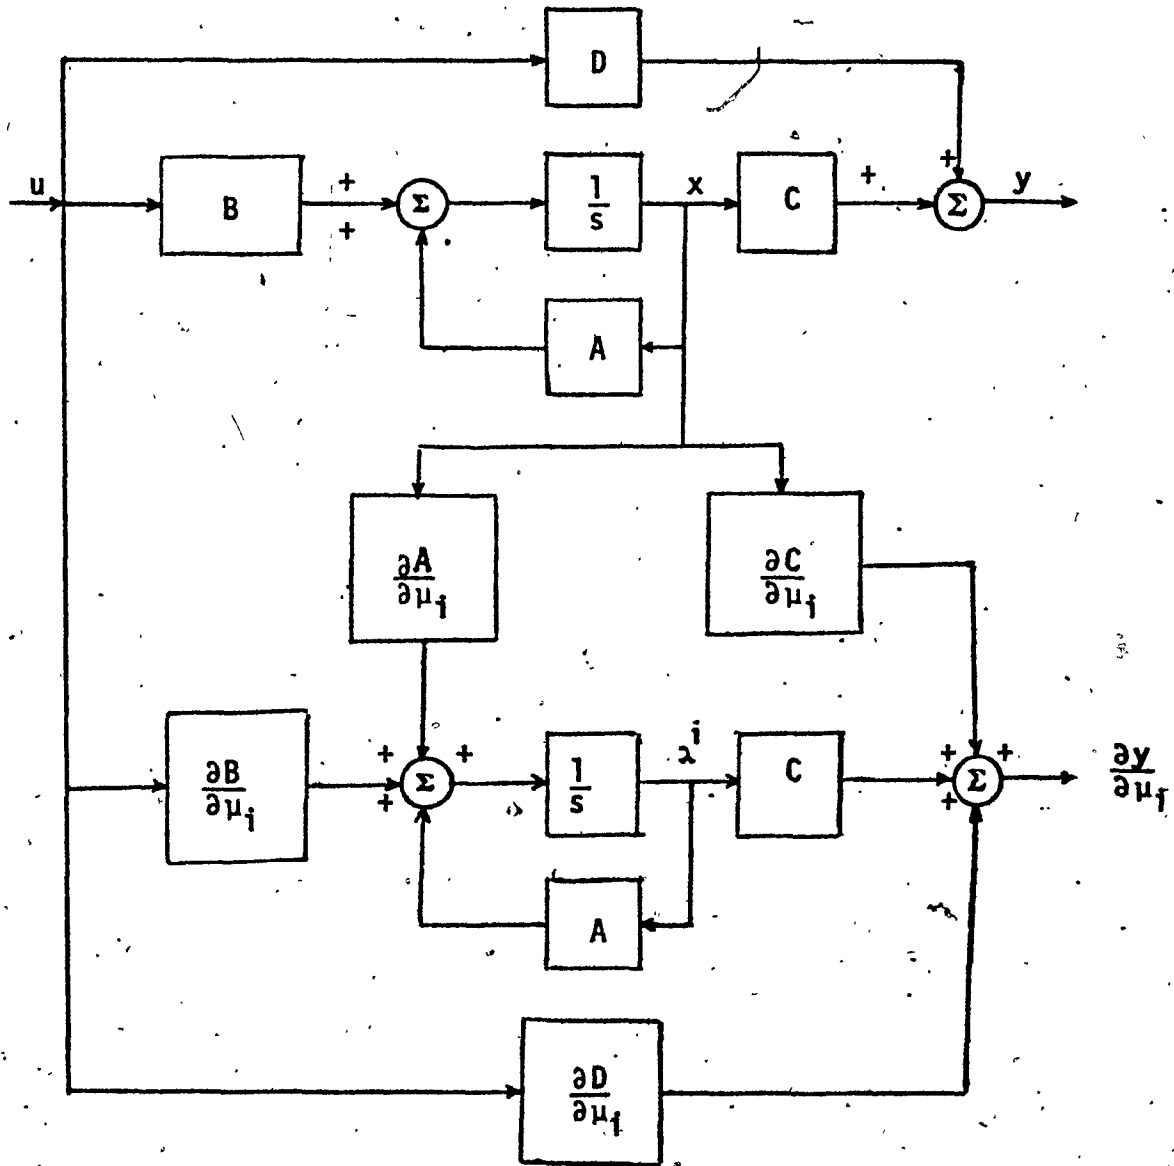 D
u
B
+
+
Σ
1/s
x
C
+
+
Σ
y
A
∂A/∂μi
∂C/∂μi
∂B/∂μi
+
+
+
Σ
1/s
λi
C
+
+
+
Σ
∂y/∂μi
A
∂D/∂μi